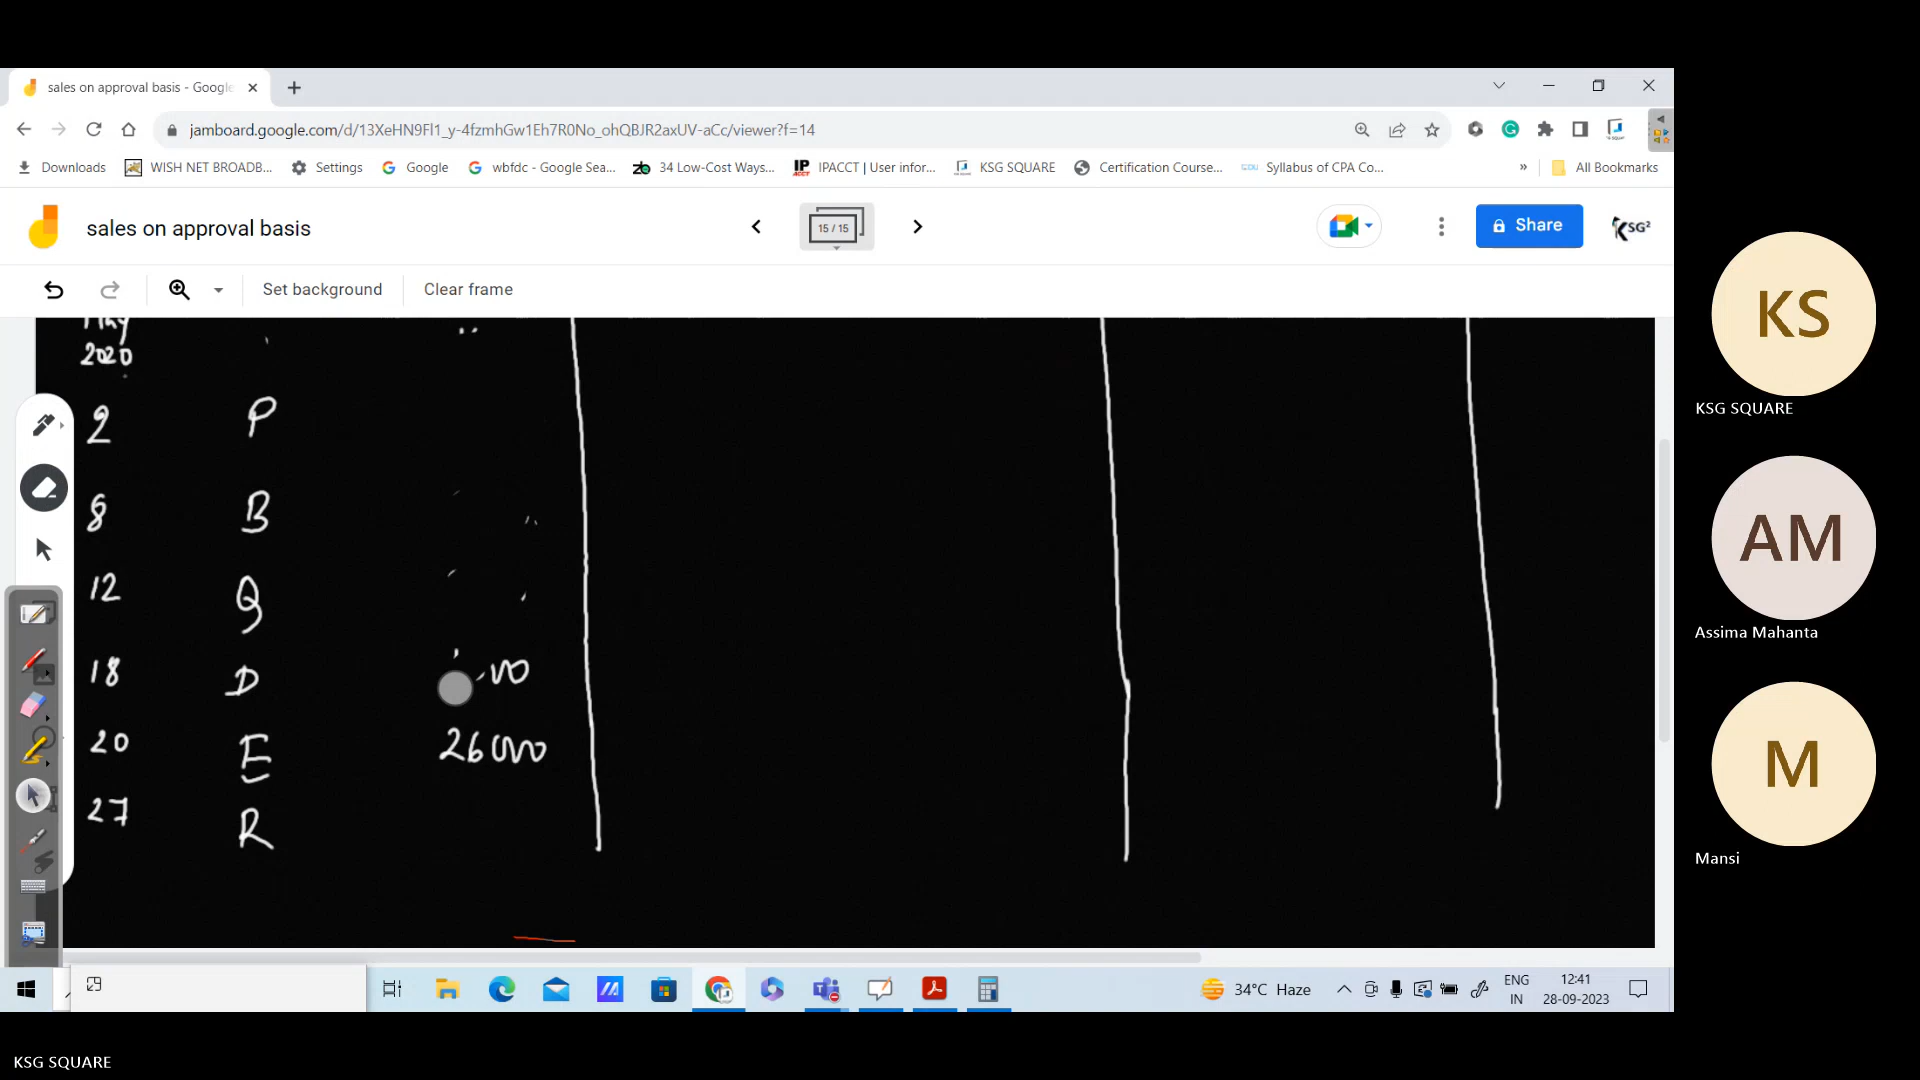 sales on approval basis - Google
jamboard.google.com/d/13XeHN9Fl1_y-4fzmhGw1Eh7R0No_ohQBJR2axUV-aCc/viewer?f=14
Downloads WISH NET BROADB... Settings Google wbfdc - Google Sea... 34 Low-Cost Ways... IPACCT | User infor... KSG SQUARE Certification Course... Syllabus of CPA Co... » All Bookmarks
sales on approval basis 15 / 15 Share KSG²
Set background Clear frame
May
2020
2 P
8 B
12 Q
18 D
20 E 26000
27 R
KS
KSG SQUARE
AM
Assima Mahanta
M
Mansi
34°C Haze ENG IN 12:41 28-09-2023
KSG SQUARE